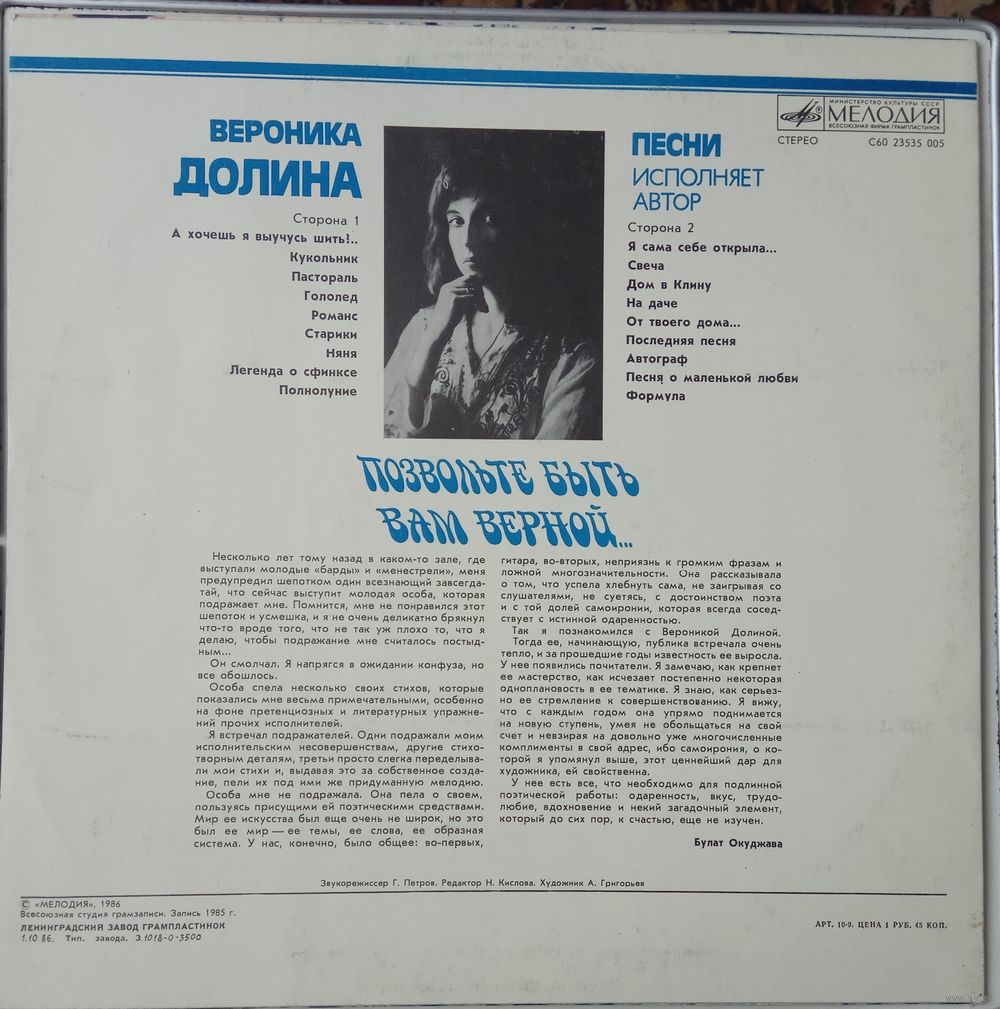 МИНИСТЕРСТВО КУЛЬТУРЫ СССР
МЕЛОДИЯ
ВСЕСОЮЗНАЯ ФИРМА ГРАМПЛАСТИНОК
СТЕРЕО
С60 23535 005
ВЕРОНИКА
ДОЛИНА
Сторона 1
А хочешь я выучусь шить!..
Кукольник
Пастораль
Гололед
Романс
Старики
Няня
Легенда о сфинксе
Полнолуние
ПЕСНИ
ИСПОЛНЯЕТ
АВТОР
Сторона 2
Я сама себе открыла...
Свеча
Дом в Клину
На даче
От твоего дома...
Последняя песня
Автограф
Песня о маленькой любви
Формула
ПОЗВОЛЬТЕ БЫТЬ
ВАМ ВЕРНОЙ...
Несколько лет тому назад в каком-то зале, где
выступали молодые «барды» и «менестрели», меня
предупредил шепотком один всезнающий завсегда-
тай, что сейчас выступит молодая особа, которая
подражает мне. Помнится, мне не понравился этот
шепоток и усмешка, и я не очень деликатно брякнул
что-то вроде того, что не так уж плохо то, что я
делаю, чтобы подражание мне считалось постыд-
ным...
Он смолчал. Я напрягся в ожидании конфуза, но
все обошлось.
Особа спела несколько своих стихов, которые
показались мне весьма примечательными, особенно
на фоне претенциозных и литературных упражне-
ний прочих исполнителей.
Я встречал подражателей. Одни подражали моим
исполнительским несовершенствам, другие стихо-
творным деталям, третьи просто слегка переделыва-
ли мои стихи и, выдавая это за собственное созда-
ние, пели их под ими же придуманную мелодию.
Особа мне не подражала. Она пела о своем,
пользуясь присущими ей поэтическими средствами.
Мир ее искусства был еще очень не широк, но это
был ее мир — ее темы, ее слова, ее образная
система. У нас, конечно, было общее: во-первых,
гитара, во-вторых, неприязнь к громким фразам и
ложной многозначительности. Она рассказывала
о том, что успела хлебнуть сама, не заигрывая со
слушателями, не суетясь, с достоинством поэта
и с той долей самоиронии, которая всегда сосед-
ствует с истинной одаренностью.
Так я познакомился с Вероникой Долиной.
Тогда ее, начинающую, публика встречала очень
тепло, и за прошедшие годы известность ее выросла.
У нее появились почитатели. Я замечаю, как крепнет
ее мастерство, как исчезает постепенно некоторая
одноплановость в ее тематике. Я знаю, как серьез-
но ее стремление к совершенствованию. Я вижу,
что с каждым годом она упрямо поднимается
на новую ступень, умея не обольщаться на свой
счет и невзирая на довольно уже многочисленные
комплименты в свой адрес, ибо самоирония, о ко-
торой я упомянул выше, этот ценнейший дар для
художника, ей свойственна.
У нее есть все, что необходимо для подлинной
поэтической работы: одаренность, вкус, трудо-
любие, вдохновение и некий загадочный элемент,
который до сих пор, к счастью, еще не изучен.
Булат Окуджава
Звукорежиссер Г. Петров. Редактор Н. Кислова. Художник А. Григорьев
© «МЕЛОДИЯ», 1986
Всесоюзная студия грамзаписи. Запись 1985 г.
ЛЕНИНГРАДСКИЙ ЗАВОД ГРАМПЛАСТИНОК
1.10.86. Тип. завода. З.1018-0-3500
АРТ. 10-9. ЦЕНА 1 РУБ. 45 КОП.